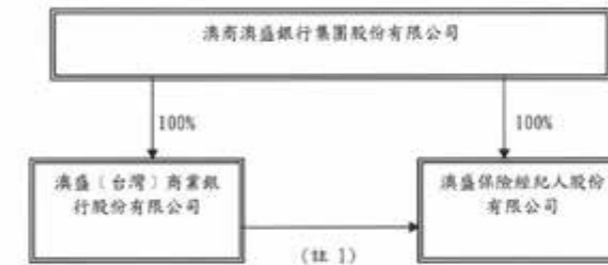 澳商澳盛銀行集團股份有限公司
100%
100%
澳盛(台灣)商業銀
行股份有限公司
澳盛保險經紀人股份
有限公司
(註 1)